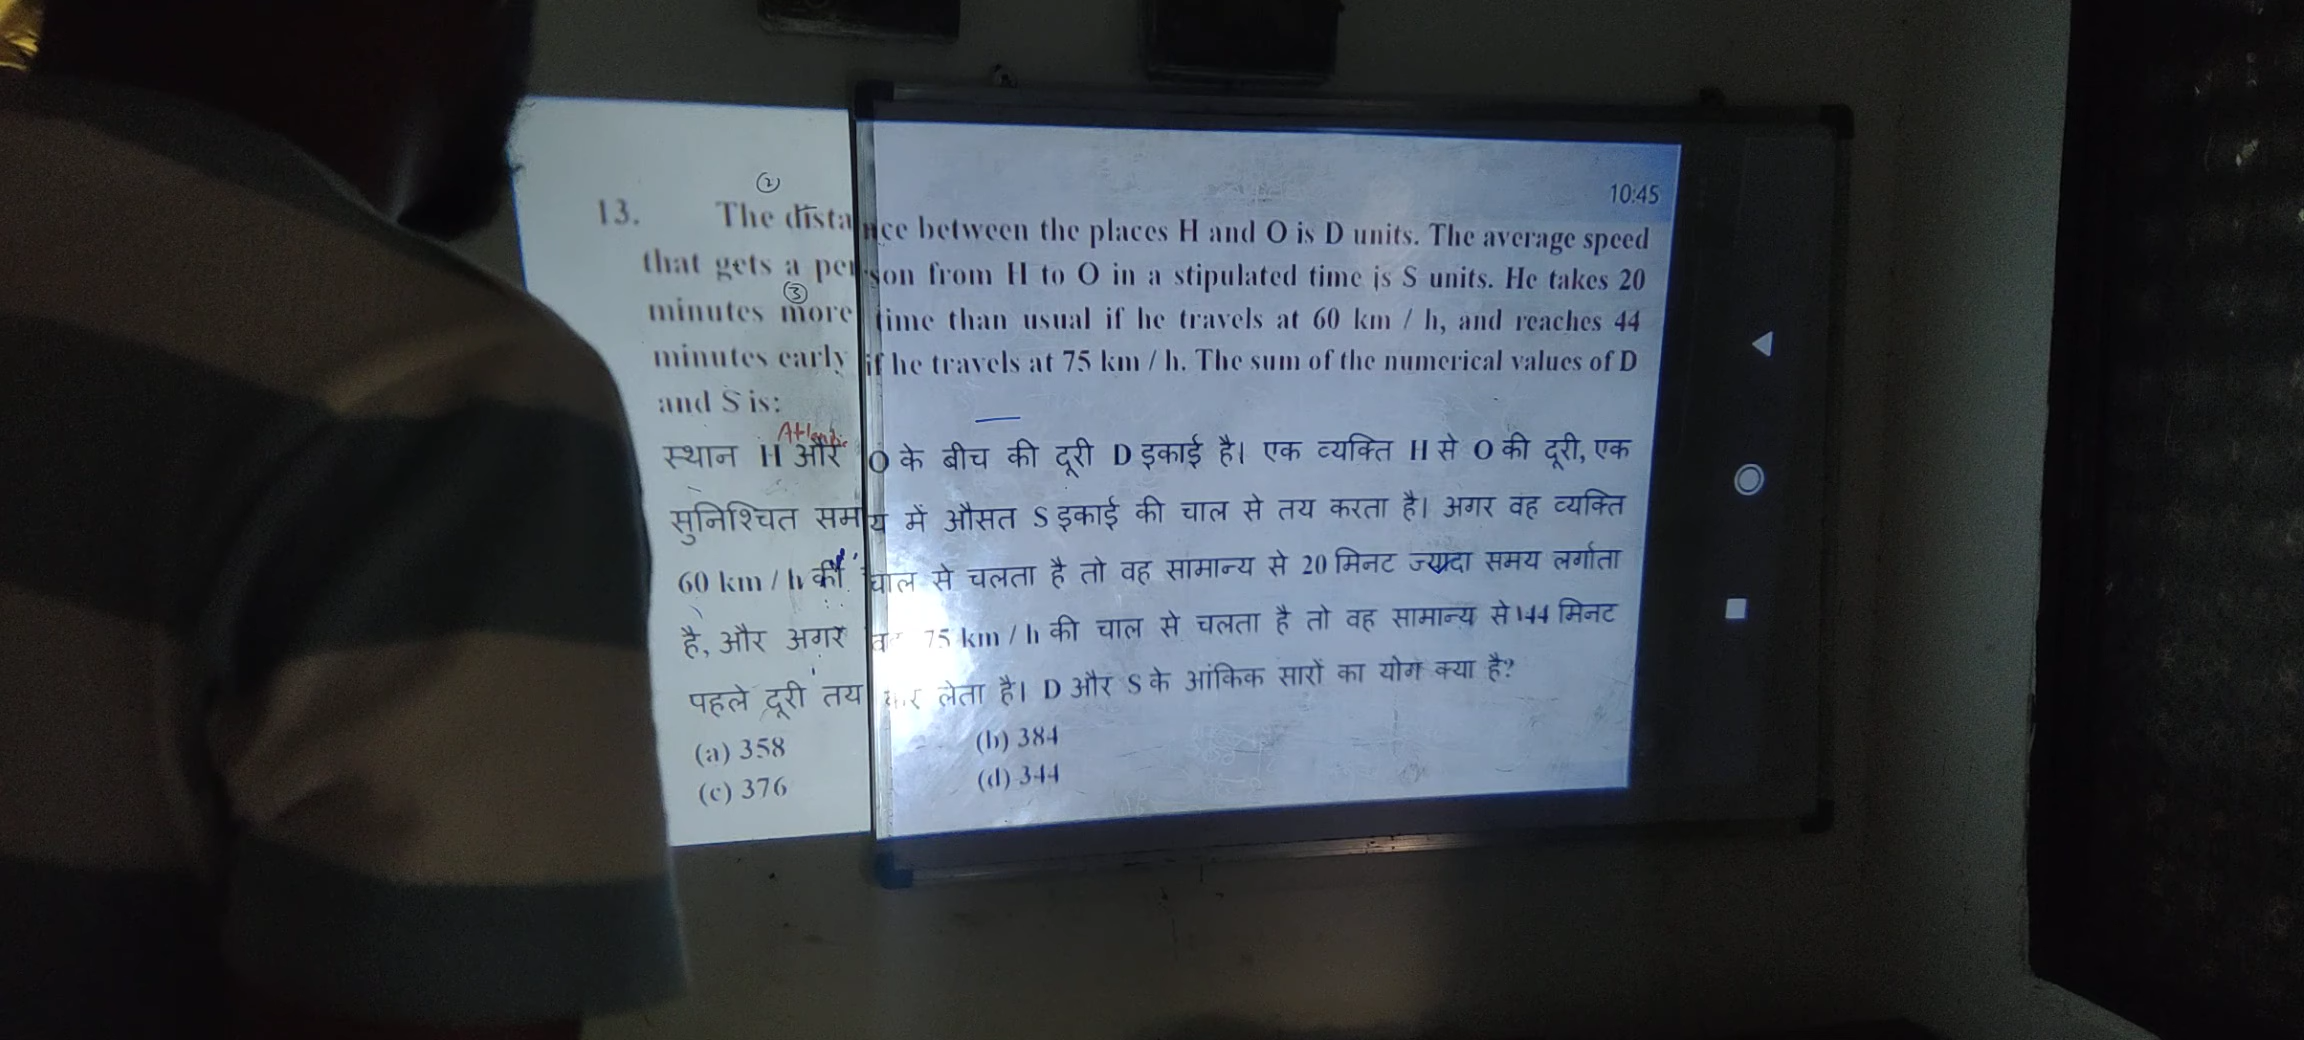 10:45
②
13. The distance between the places H and O is D units. The average speed
that gets a person from H to O in a stipulated time is S units. He takes 20
③
minutes more time than usual if he travels at 60 km / h, and reaches 44
minutes early if he travels at 75 km / h. The sum of the numerical values of D
and S is:
स्थान H और O के बीच की दूरी D इकाई है। एक व्यक्ति H से O की दूरी, एक
सुनिश्चित समय में औसत S इकाई की चाल से तय करता है। अगर वह व्यक्ति
60 km / h की चाल से चलता है तो वह सामान्य से 20 मिनट ज्यादा समय लगाता
है, और अगर 75 km / h की चाल से चलता है तो वह सामान्य से 44 मिनट
पहले दूरी तय कर लेता है। D और S के आंकिक सारों का योग क्या है?
(a) 358 (b) 384
(c) 376 (d) 344